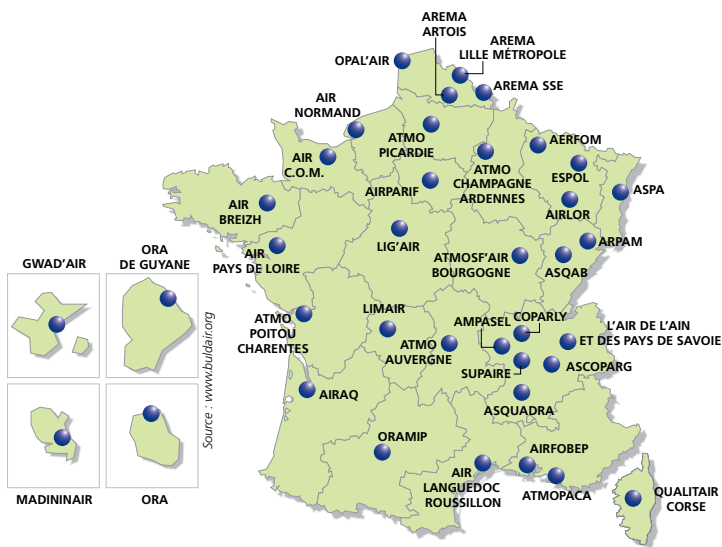 AREMA
ARTOIS
AREMA
LILLE MÉTROPOLE
OPAL'AIR
AREMA SSE
AIR
NORMAND
ATMO
PICARDIE
AERFOM
AIR
C.O.M.
ATMO
CHAMPAGNE
ARDENNES
ESPOL
AIRPARIF
ASPA
AIR
BREIZH
AIRLOR
LIG'AIR
ARPAM
AIR
PAYS DE LOIRE
ATMOSF'AIR
BOURGOGNE
ASQAB
GWAD'AIR
ORA
DE GUYANE
LIMAIR
ATMO
POITOU
CHARENTES
AMPASEL
COPARLY
L'AIR DE L'AIN
ET DES PAYS DE SAVOIE
ATMO
AUVERGNE
SUPAIRE
ASCOPARG
Source : www.buldair.org
AIRAQ
ASQUADRA
ORAMIP
AIRFOBEP
AIR
LANGUEDOC
ROUSSILLON
ATMOPACA
QUALITAIR
CORSE
MADININAIR
ORA